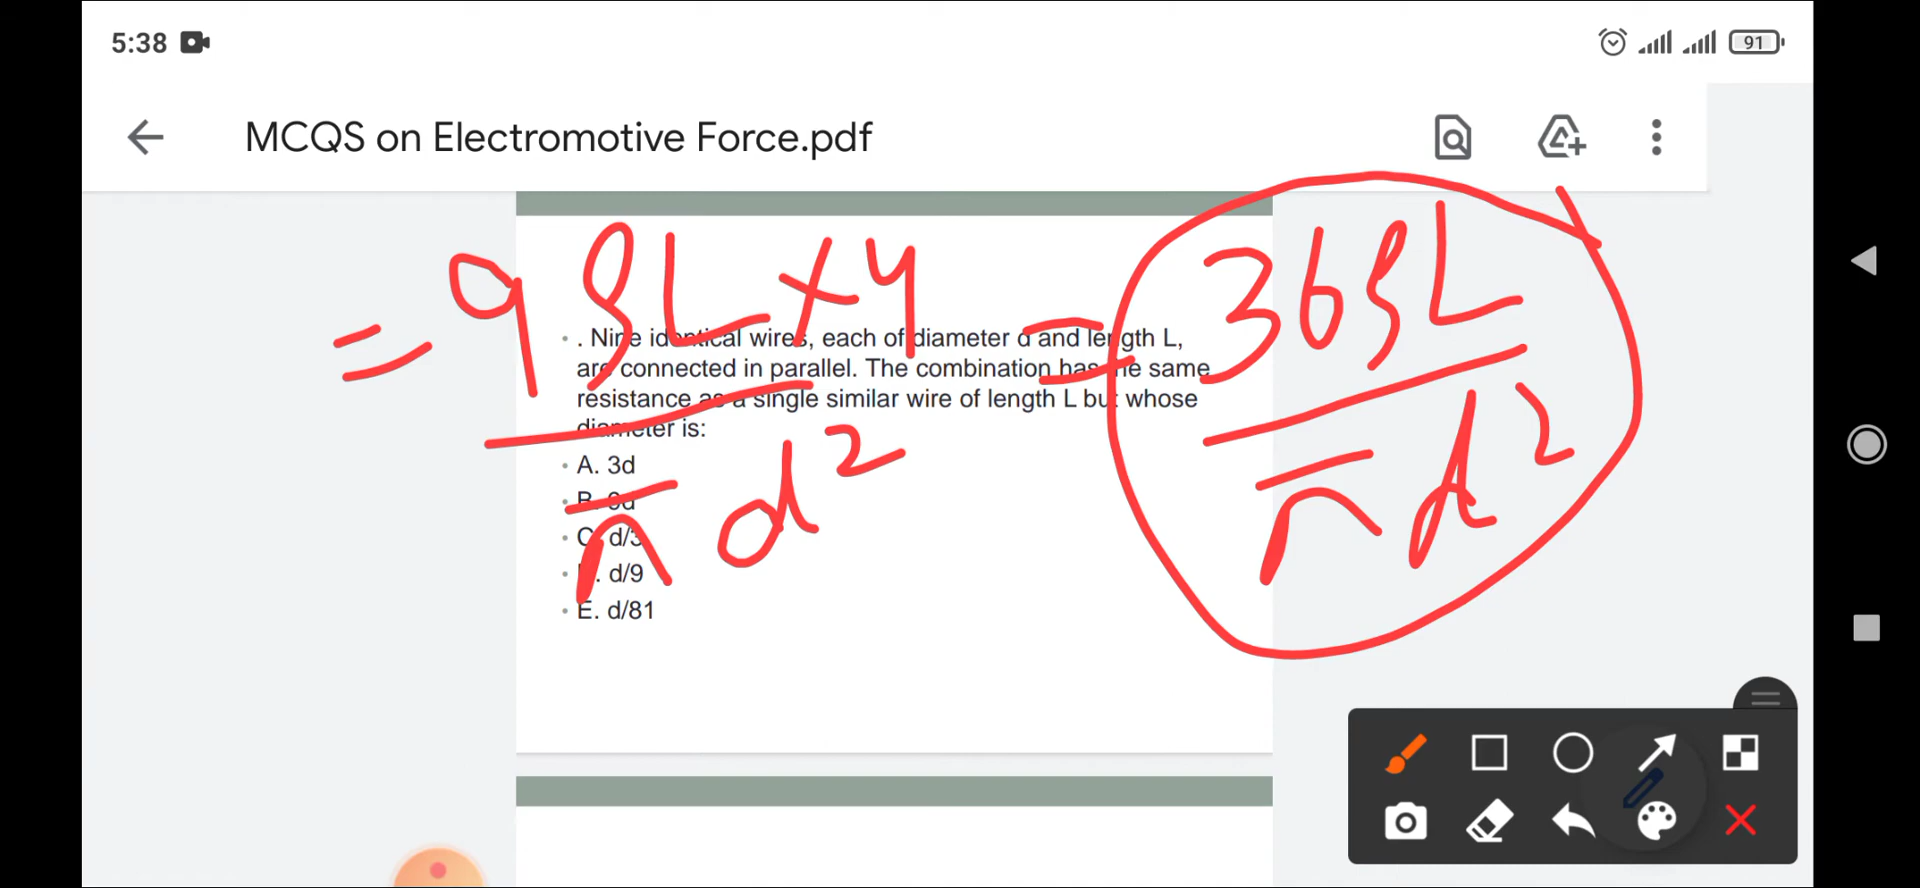 5:38
91
MCQS on Electromotive Force.pdf
= 9ρL×4 / πd² = 36ρL / πd²
. Nine identical wires, each of diameter d and length L,
are connected in parallel. The combination has the same
resistance as a single similar wire of length L but whose
diameter is:
A. 3d
B. 9d
C. d/3
D. d/9
E. d/81